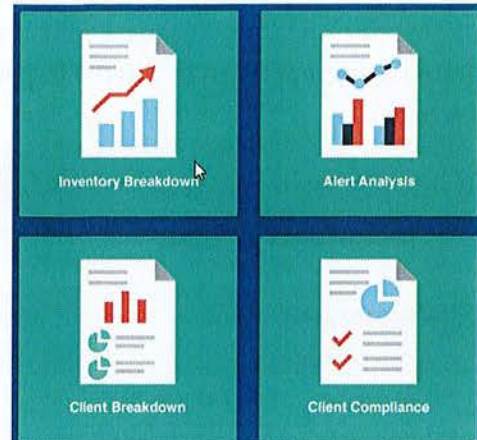 Inventory Breakdown
Alert Analysis
Client Breakdown
Client Compliance